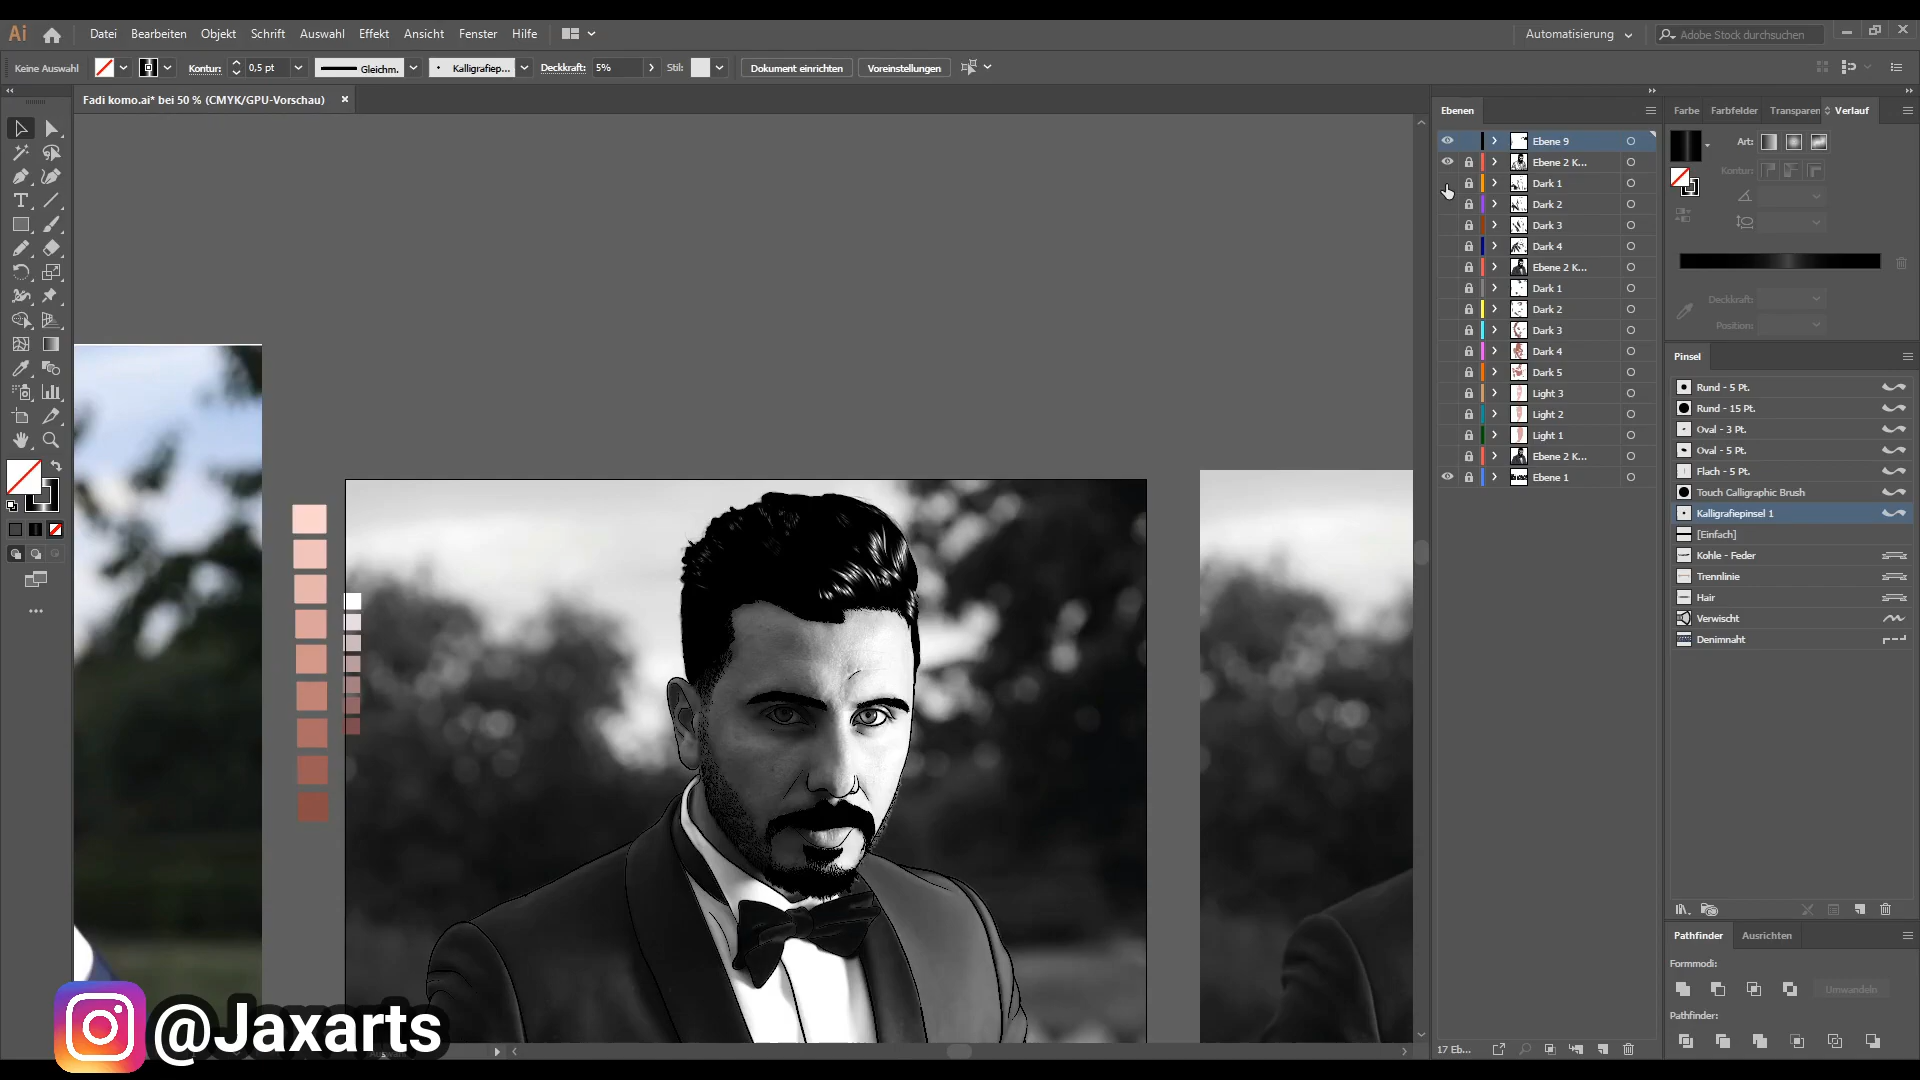 Ai
Datei Bearbeiten Objekt Schrift Auswahl Effekt Ansicht Fenster Hilfe
Automatisierung
Adobe Stock durchsuchen
Keine Auswahl
Kontur:
0,5 pt
Gleichm.
Kalligrafiep...
Deckkraft:
5%
Stil:
Dokument einrichten
Voreinstellungen
Fadi komo.ai* bei 50 % (CMYK/GPU-Vorschau)
Ebenen
Ebene 9
Ebene 2 K...
Dark 1
Dark 2
Dark 3
Dark 4
Ebene 2 K...
Dark 1
Dark 2
Dark 3
Dark 4
Dark 5
Light 3
Light 2
Light 1
Ebene 2 K...
Ebene 1
17 Eb...
Farbe
Farbfelder
Transparen
Verlauf
Art:
Kontur:
Deckkraft:
Position:
Pinsel
Rund - 5 Pt.
Rund - 15 Pt.
Oval - 3 Pt.
Oval - 5 Pt.
Flach - 5 Pt.
Touch Calligraphic Brush
Kalligrafiepinsel 1
[Einfach]
Kohle - Feder
Trennlinie
Hair
Verwischt
Denimnaht
Pathfinder
Ausrichten
Formmodi:
Umwandeln
Pathfinder:
@Jaxarts